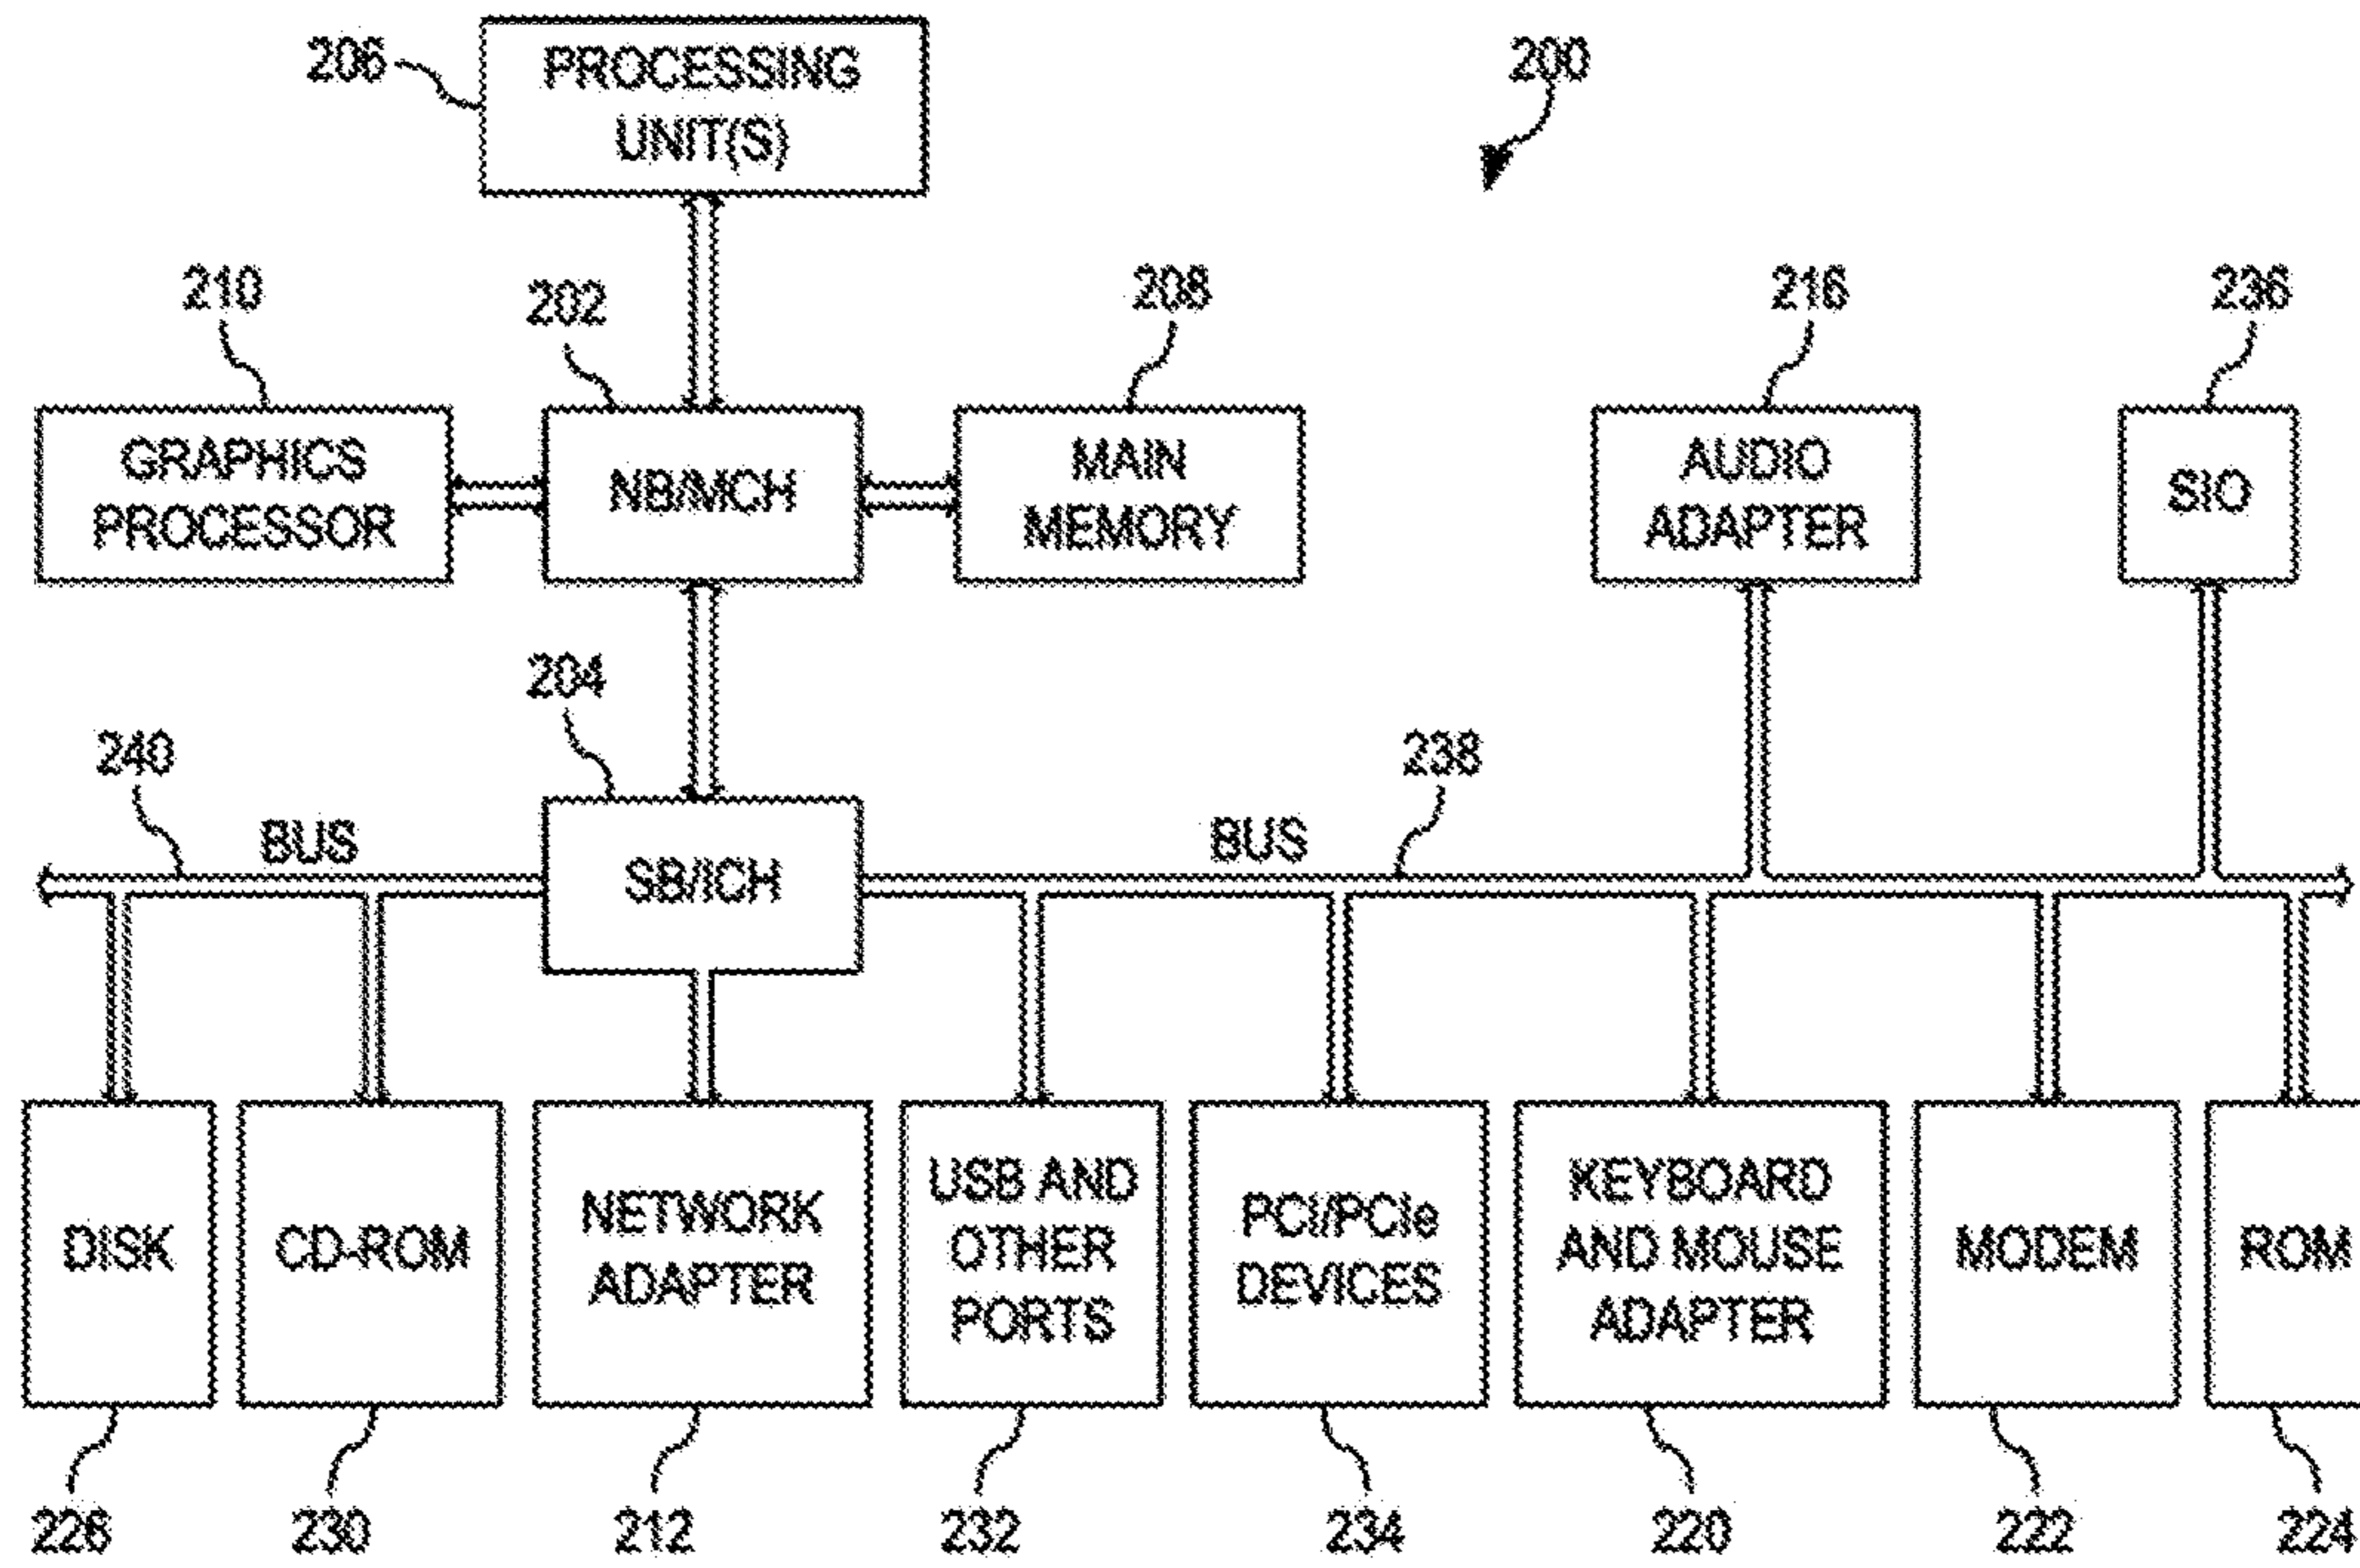 206
PROCESSING
UNIT(S)
200
210
202
208
216
236
GRAPHICS
PROCESSOR
NB/MCH
MAIN
MEMORY
AUDIO
ADAPTER
SIO
204
240
238
BUS
BUS
SB/ICH
DISK
CD-ROM
NETWORK
ADAPTER
USB AND
OTHER
PORTS
PCI/PCIe
DEVICES
KEYBOARD
AND MOUSE
ADAPTER
MODEM
ROM
226
230
212
232
234
220
222
224